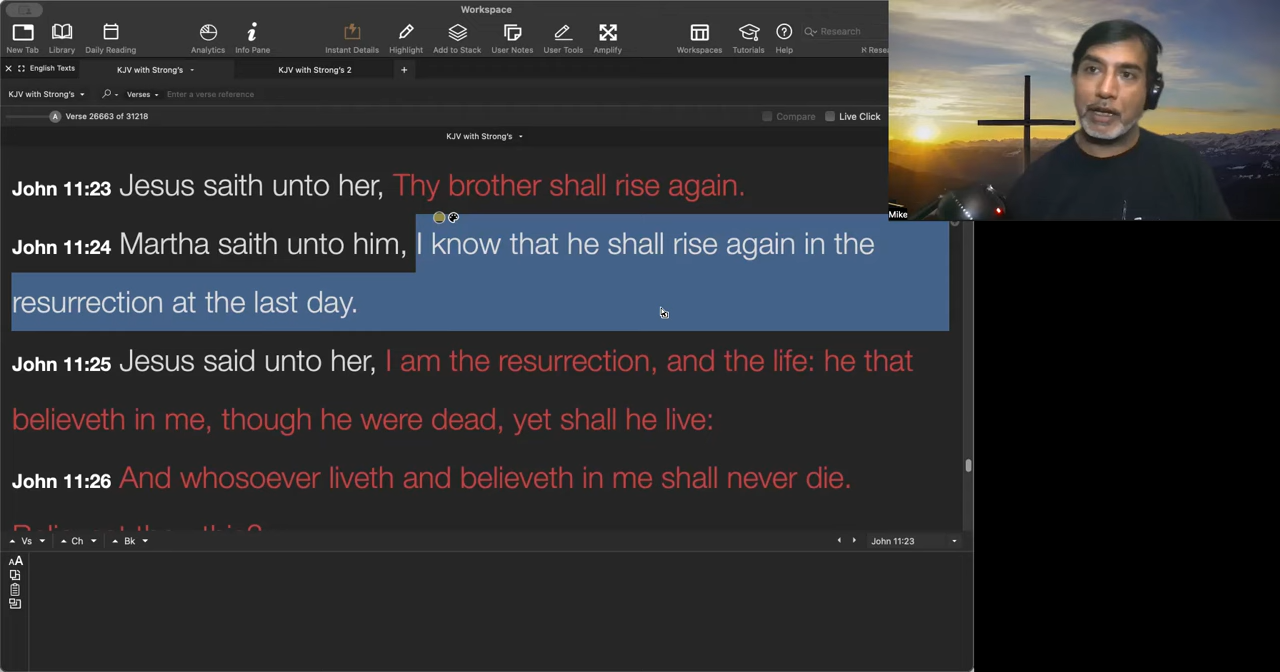 Workspace
New Tab Library Daily Reading Analytics Info Pane Instant Details Highlight Add to Stack User Notes User Tools Amplify Workspaces Tutorials Help Research
English Texts KJV with Strong's KJV with Strong's 2 +
KJV with Strong's Verses Enter a verse reference
A Verse 26663 of 31218 Compare Live Click
KJV with Strong's
John 11:23 Jesus saith unto her, Thy brother shall rise again.
John 11:24 Martha saith unto him, I know that he shall rise again in the
resurrection at the last day.
John 11:25 Jesus said unto her, I am the resurrection, and the life: he that
believeth in me, though he were dead, yet shall he live:
John 11:26 And whosoever liveth and believeth in me shall never die.
Vs Ch Bk John 11:23
AA
Mike